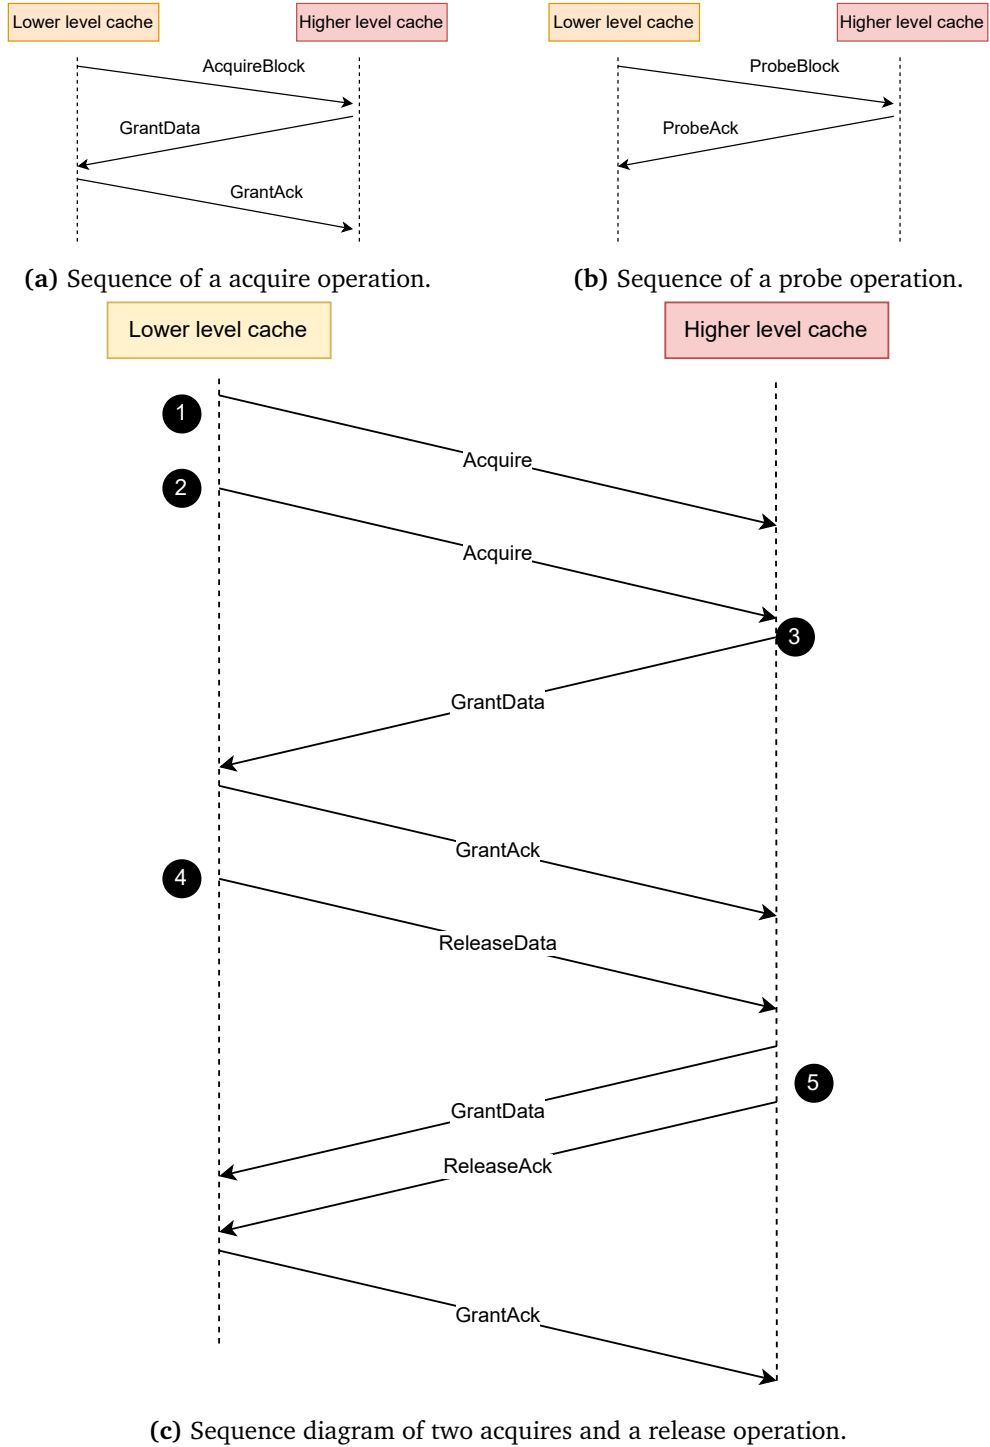 Lower level cache
Higher level cache
AcquireBlock
GrantData
GrantAck
(a) Sequence of a acquire operation.
Lower level cache
Higher level cache
ProbeBlock
ProbeAck
(b) Sequence of a probe operation.
Lower level cache
Higher level cache
1
Acquire
2
Acquire
3
GrantData
GrantAck
4
ReleaseData
5
GrantData
ReleaseAck
GrantAck
(c) Sequence diagram of two acquires and a release operation.